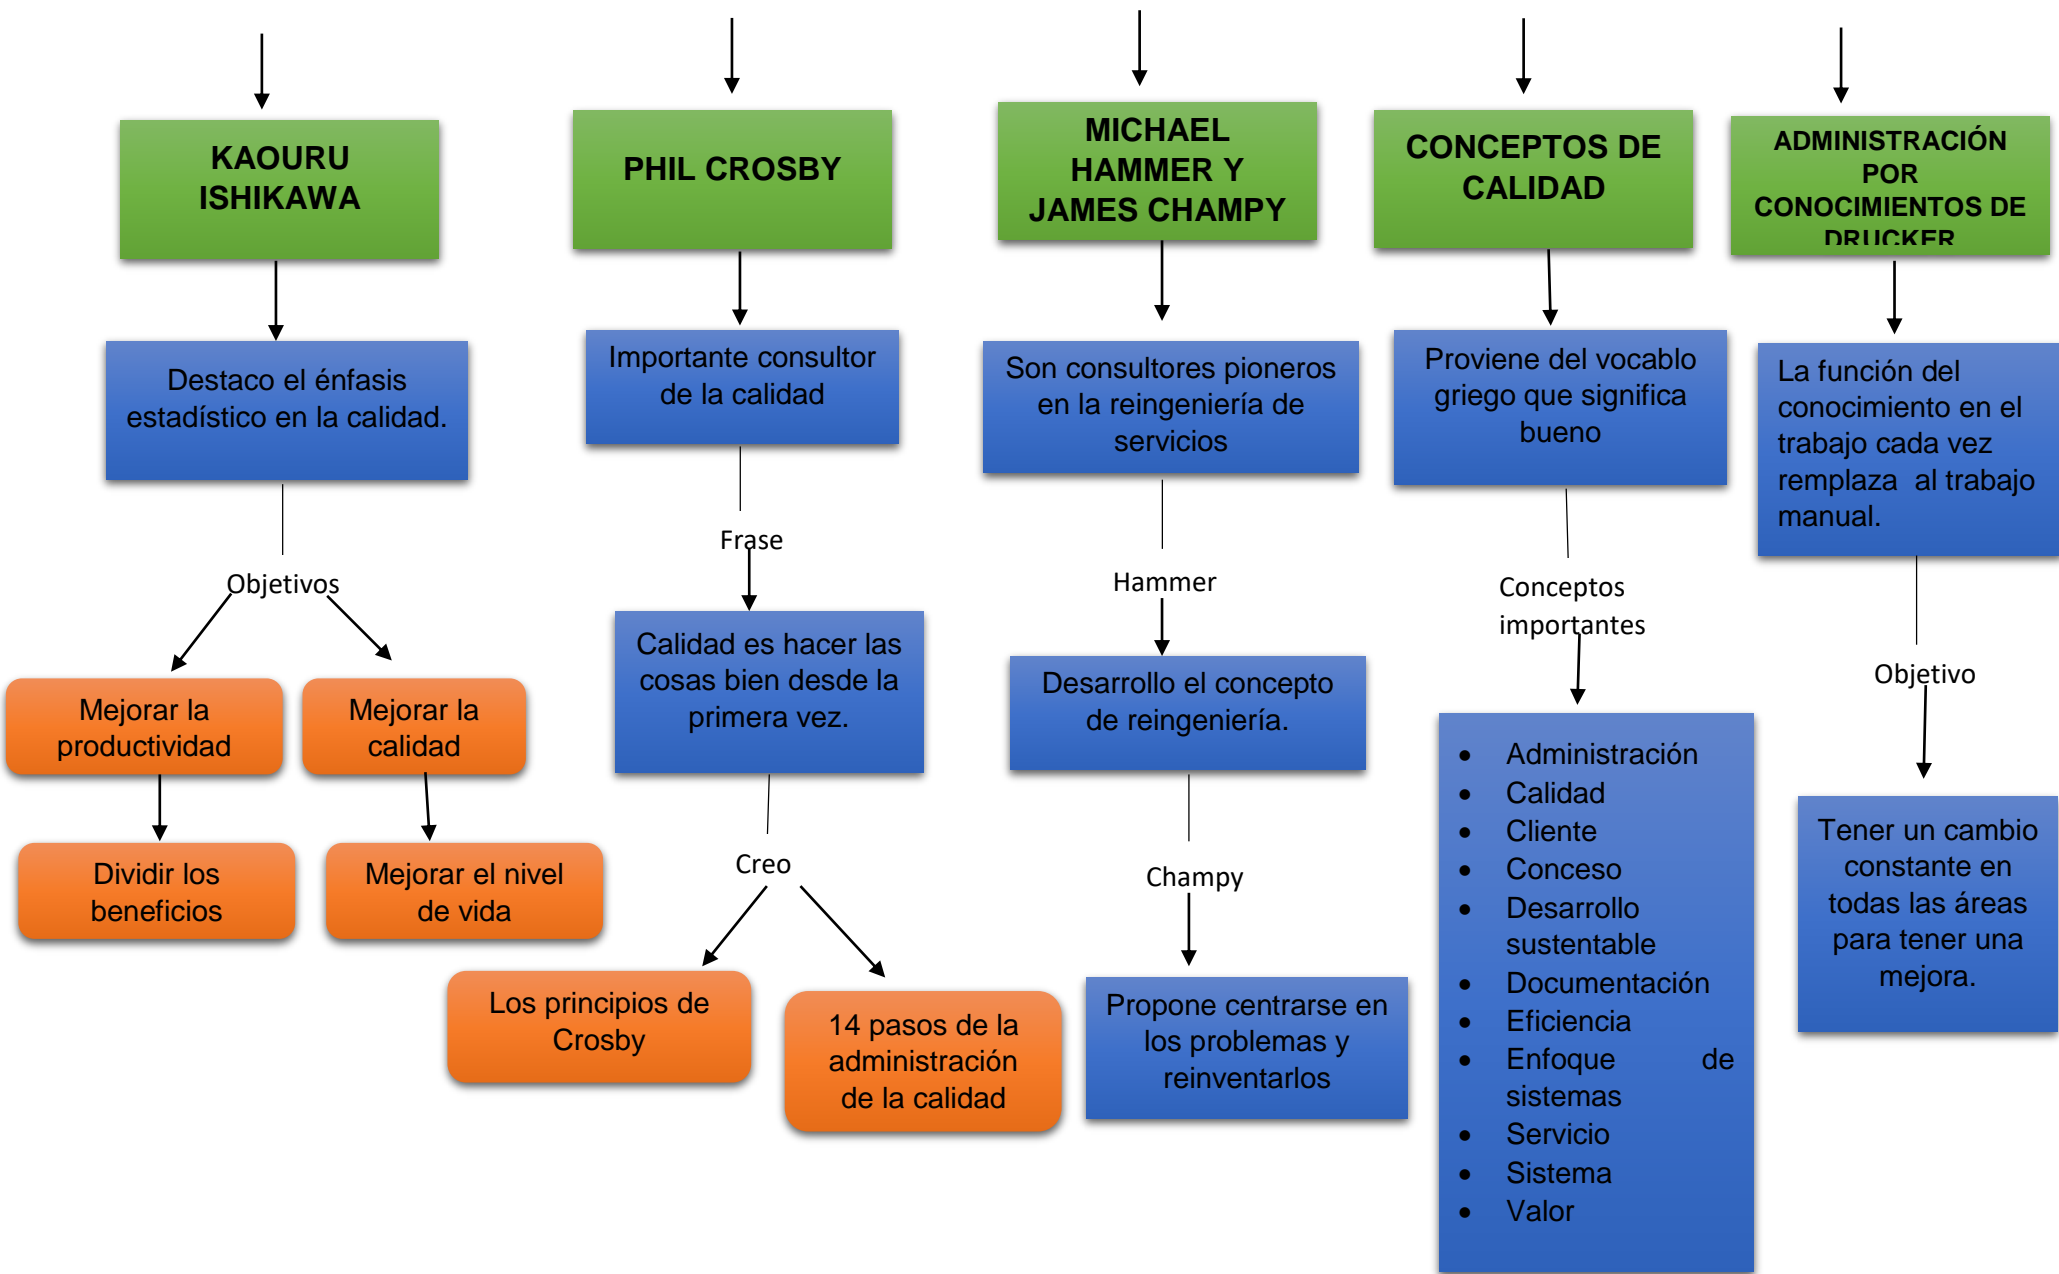 KAOURU
ISHIKAWA
Destaco el énfasis
estadístico en la calidad.
Objetivos
Mejorar la
productividad
Mejorar la
calidad
Dividir los
beneficios
Mejorar el nivel
de vida
PHIL CROSBY
Importante consultor
de la calidad
Frase
Calidad es hacer las
cosas bien desde la
primera vez.
Creo
Los principios de
Crosby
14 pasos de la
administración
de la calidad
MICHAEL
HAMMER Y
JAMES CHAMPY
Son consultores pioneros
en la reingeniería de
servicios
Hammer
Desarrollo el concepto
de reingeniería.
Champy
Propone centrarse en
los problemas y
reinventarlos
CONCEPTOS DE
CALIDAD
Proviene del vocablo
griego que significa
bueno
Conceptos
importantes
• Administración
• Calidad
• Cliente
• Conceso
• Desarrollo
sustentable
• Documentación
• Eficiencia
• Enfoque de
sistemas
• Servicio
• Sistema
• Valor
ADMINISTRACIÓN
POR
CONOCIMIENTOS DE
DRUCKER
La función del
conocimiento en el
trabajo cada vez
remplaza al trabajo
manual.
Objetivo
Tener un cambio
constante en
todas las áreas
para tener una
mejora.